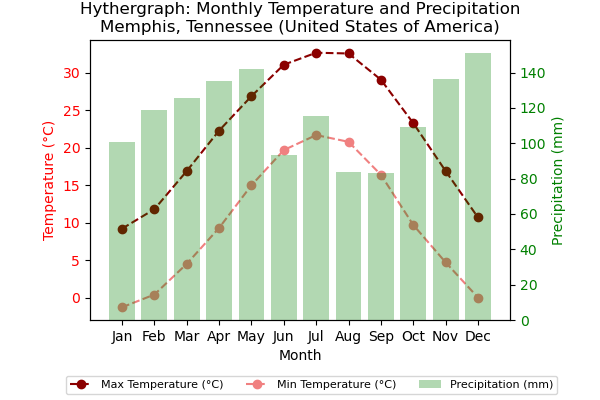 Hythergraph: Monthly Temperature and Precipitation
Memphis, Tennessee (United States of America)
Temperature (°C)
30
25
20
15
10
5
0
140
120
100
80
60
40
20
0
Precipitation (mm)
Jan Feb Mar Apr May Jun Jul Aug Sep Oct Nov Dec
Month
Max Temperature (°C) Min Temperature (°C) Precipitation (mm)